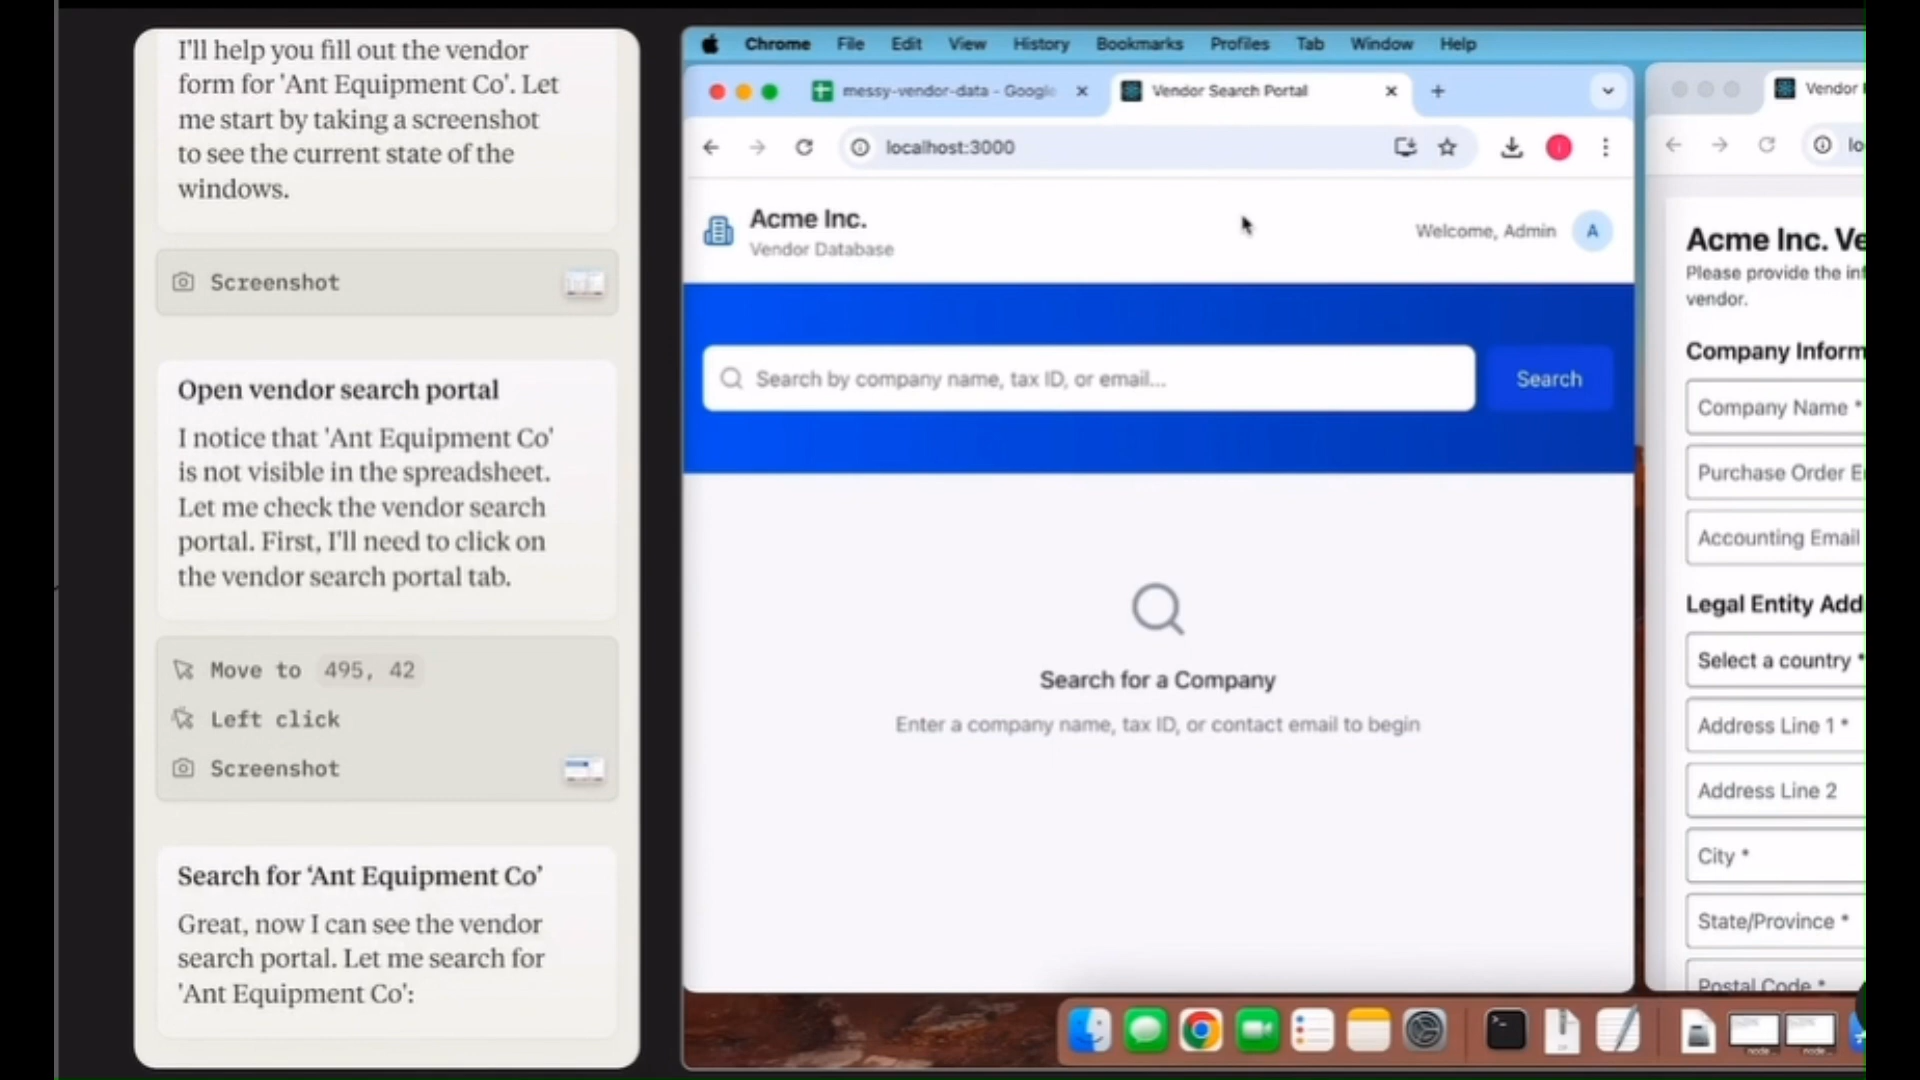 I'll help you fill out the vendor
form for 'Ant Equipment Co'. Let
me start by taking a screenshot
to see the current state of the
windows.
Screenshot
Open vendor search portal
I notice that 'Ant Equipment Co'
is not visible in the spreadsheet.
Let me check the vendor search
portal. First, I'll need to click on
the vendor search portal tab.
Move to 495, 42
Left click
Screenshot
Search for ‘Ant Equipment Co’
Great, now I can see the vendor
search portal. Let me search for
'Ant Equipment Co':
Chrome File Edit View History Bookmarks Profiles Tab Window Help
messy-vendor-data - Google
Vendor Search Portal
localhost:3000
Acme Inc.
Vendor Database
Welcome, Admin
A
Search by company name, tax ID, or email...
Search
Search for a Company
Enter a company name, tax ID, or contact email to begin
Vendor
lo
Acme Inc. Ve
Please provide the in
vendor.
Company Inform
Company Name *
Purchase Order E
Accounting Email
Legal Entity Add
Select a country *
Address Line 1 *
Address Line 2
City *
State/Province *
Postal Code *